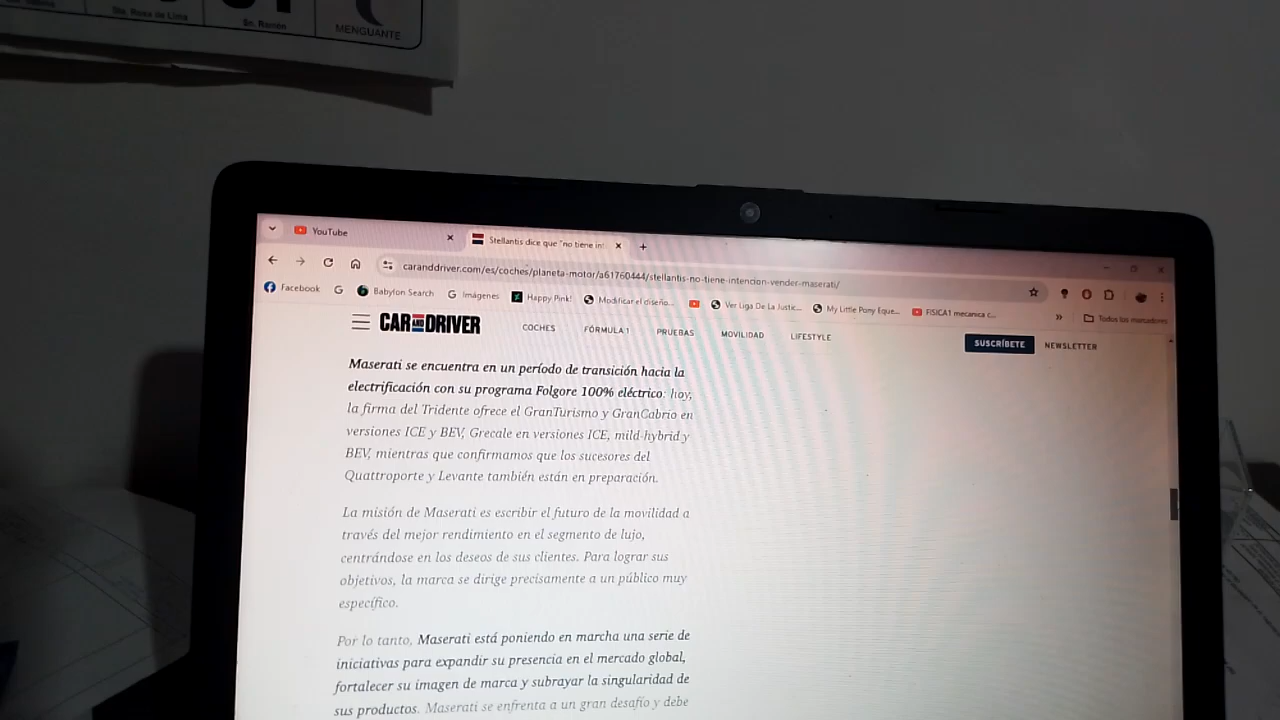 Sta. Rosa de Lima
Sn. Ramón
MENGUANTE
YouTube
Stellantis dice que "no tiene in
caranddriver.com/es/coches/planeta-motor/a61760444/stellantis-no-tiene-intencion-vender-maserati/
Facebook
Babylon Search
Imágenes
Happy Pink!
Modificar el diseño...
Ver Liga De La Justic...
My Little Pony Eque...
FISICA1 mecanica c...
»
Todos los marcadores
CAR AND DRIVER
COCHES
FÓRMULA 1
PRUEBAS
MOVILIDAD
LIFESTYLE
SUSCRÍBETE
NEWSLETTER
Maserati se encuentra en un período de transición hacia la
electrificación con su programa Folgore 100% eléctrico: hoy,
la firma del Tridente ofrece el GranTurismo y GranCabrio en
versiones ICE y BEV, Grecale en versiones ICE, mild-hybrid y
BEV, mientras que confirmamos que los sucesores del
Quattroporte y Levante también están en preparación.
La misión de Maserati es escribir el futuro de la movilidad a
través del mejor rendimiento en el segmento de lujo,
centrándose en los deseos de sus clientes. Para lograr sus
objetivos, la marca se dirige precisamente a un público muy
específico.
Por lo tanto, Maserati está poniendo en marcha una serie de
iniciativas para expandir su presencia en el mercado global,
fortalecer su imagen de marca y subrayar la singularidad de
sus productos. Maserati se enfrenta a un gran desafío y debe